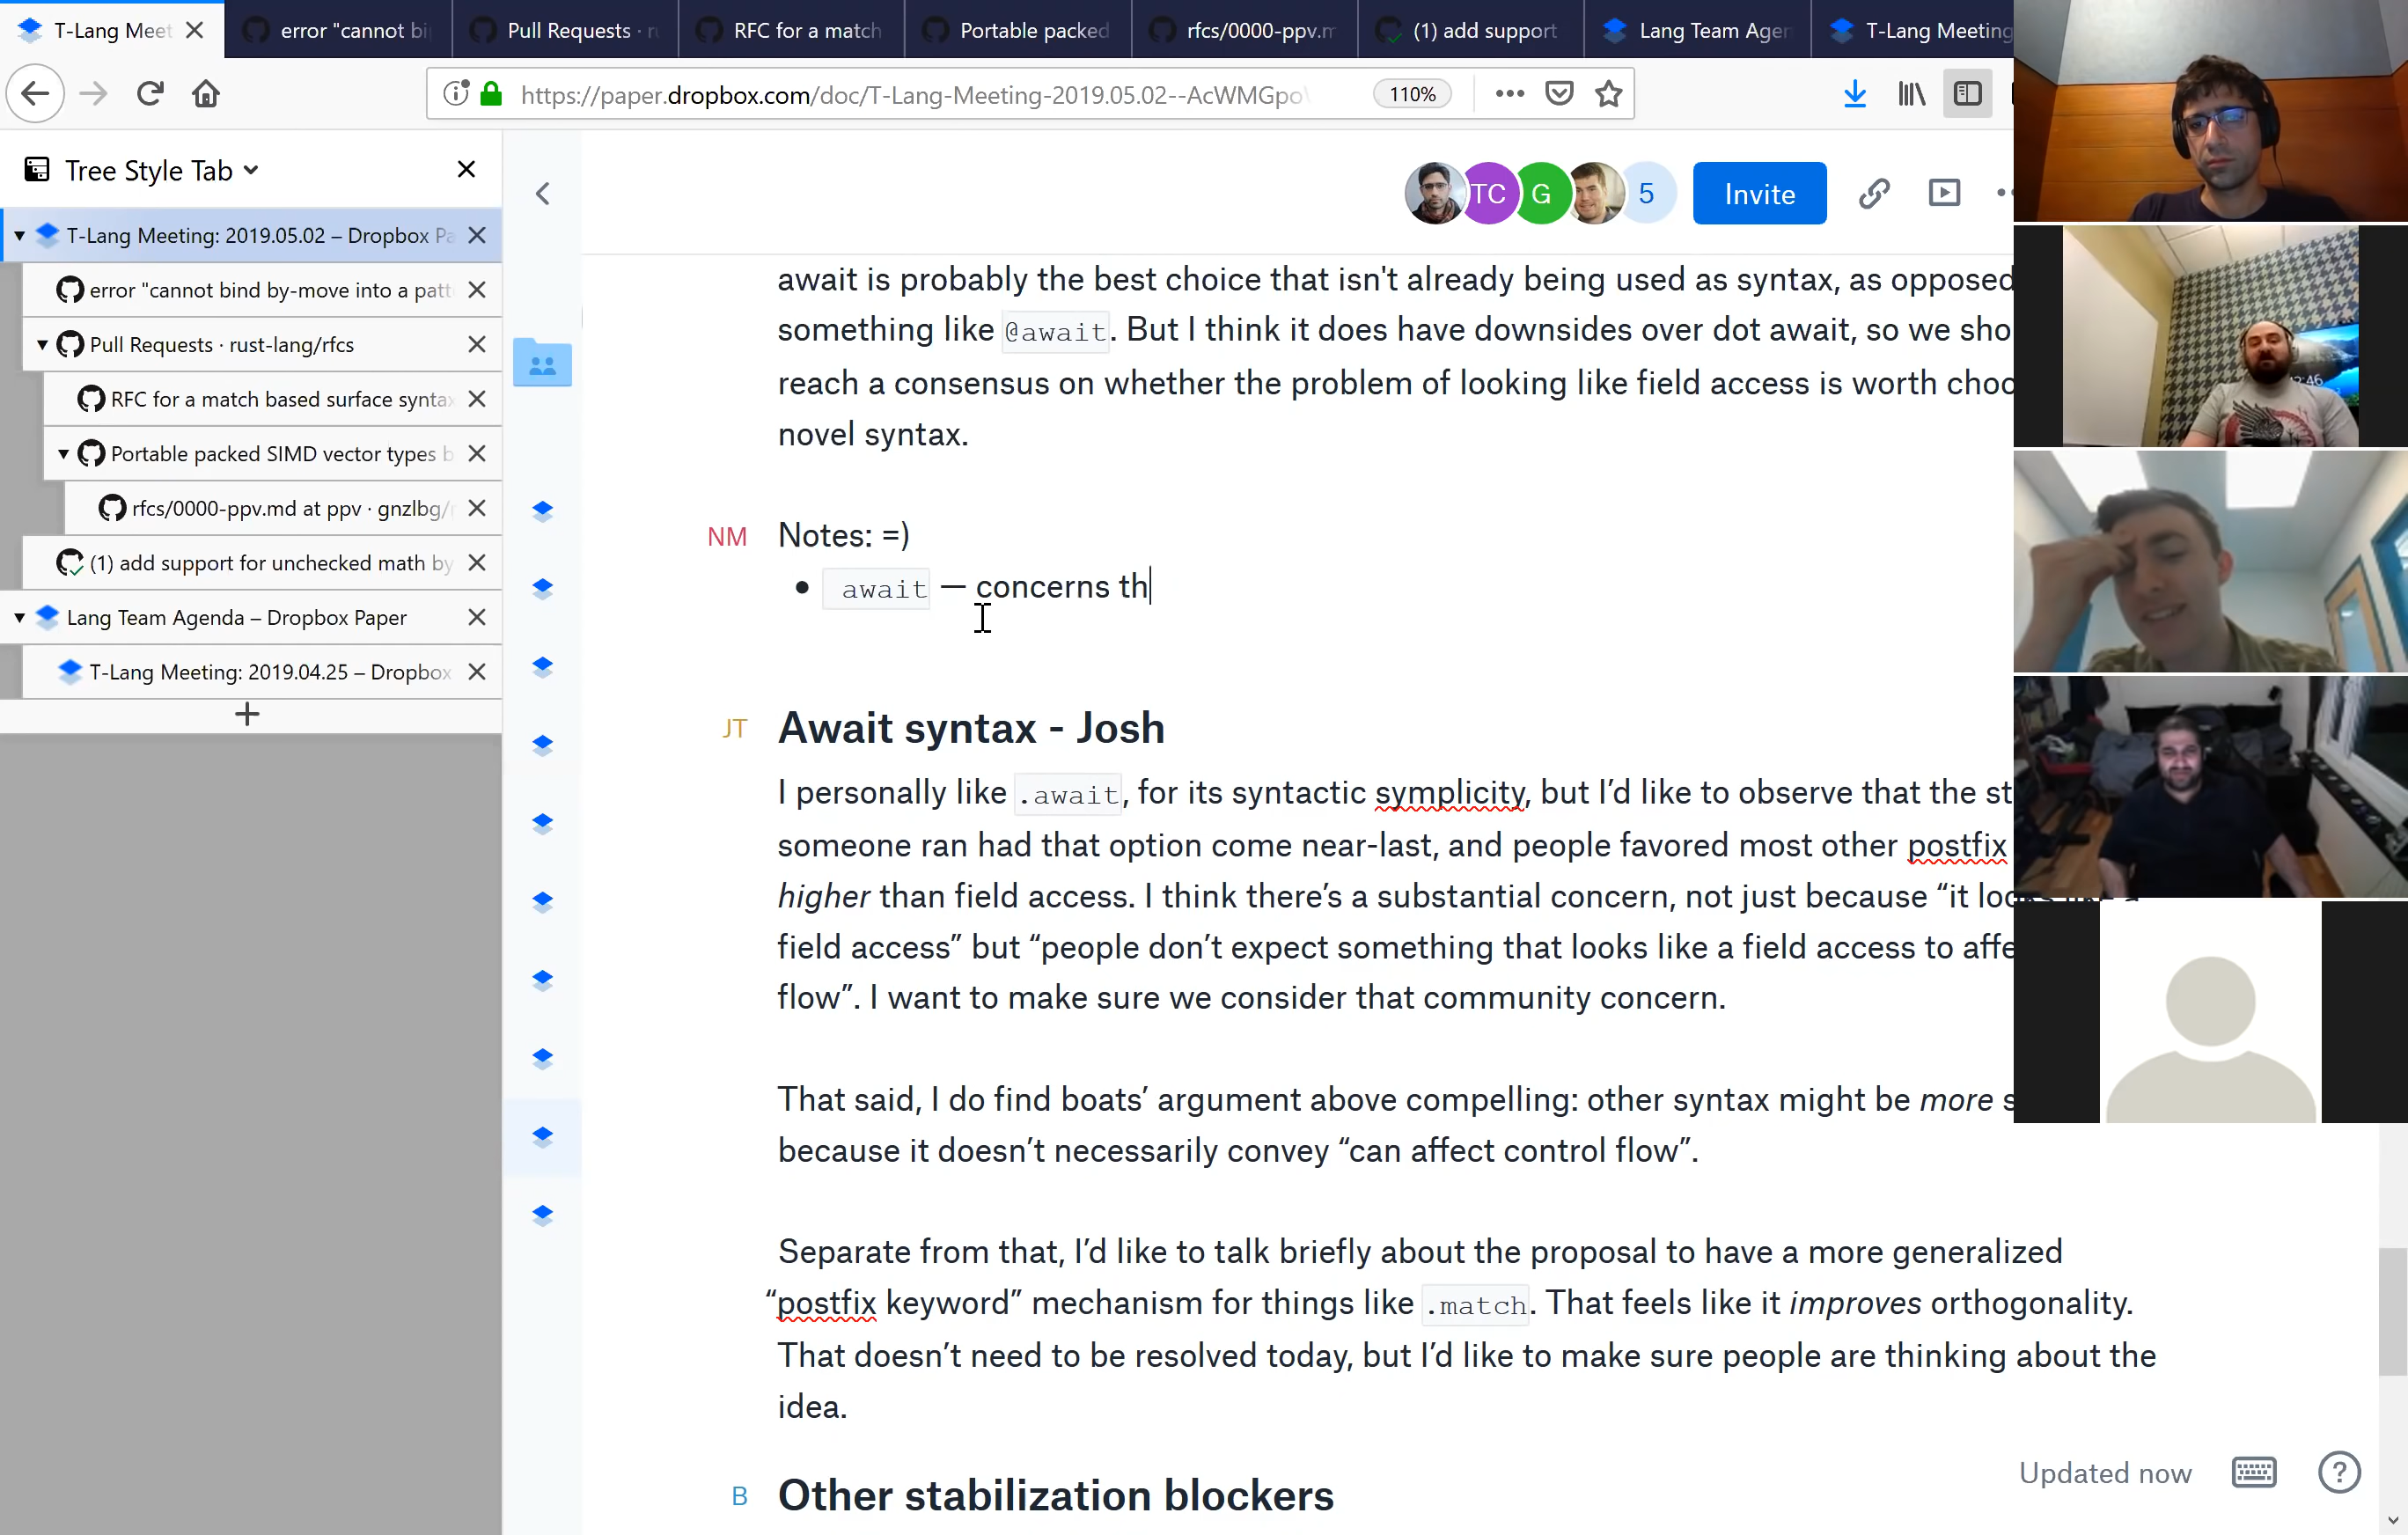 T-Lang Meet
error "cannot bi
Pull Requests · r
RFC for a match
Portable packed
rfcs/0000-ppv.m
(1) add support
Lang Team Agen
T-Lang Meeting
https://paper.dropbox.com/doc/T-Lang-Meeting-2019.05.02--AcWMGpo
110%
Tree Style Tab
T-Lang Meeting: 2019.05.02 – Dropbox Pa
error "cannot bind by-move into a patt
Pull Requests · rust-lang/rfcs
RFC for a match based surface syntax
Portable packed SIMD vector types b
rfcs/0000-ppv.md at ppv · gnzlbg/
(1) add support for unchecked math by
Lang Team Agenda – Dropbox Paper
T-Lang Meeting: 2019.04.25 – Dropbox
TC
G
5
Invite
await is probably the best choice that isn't already being used as syntax, as opposed
something like @await. But I think it does have downsides over dot await, so we sho
reach a consensus on whether the problem of looking like field access is worth choo
novel syntax.
NM
Notes: =)
• await — concerns th
JT
Await syntax - Josh
I personally like .await, for its syntactic symplicity, but I’d like to observe that the st
someone ran had that option come near-last, and people favored most other postfix
higher than field access. I think there’s a substantial concern, not just because “it loo
field access” but “people don’t expect something that looks like a field access to affe
flow”. I want to make sure we consider that community concern.
That said, I do find boats’ argument above compelling: other syntax might be more s
because it doesn’t necessarily convey “can affect control flow”.
Separate from that, I’d like to talk briefly about the proposal to have a more generalized
“postfix keyword” mechanism for things like .match. That feels like it improves orthogonality.
That doesn’t need to be resolved today, but I’d like to make sure people are thinking about the
idea.
B
Other stabilization blockers
Updated now